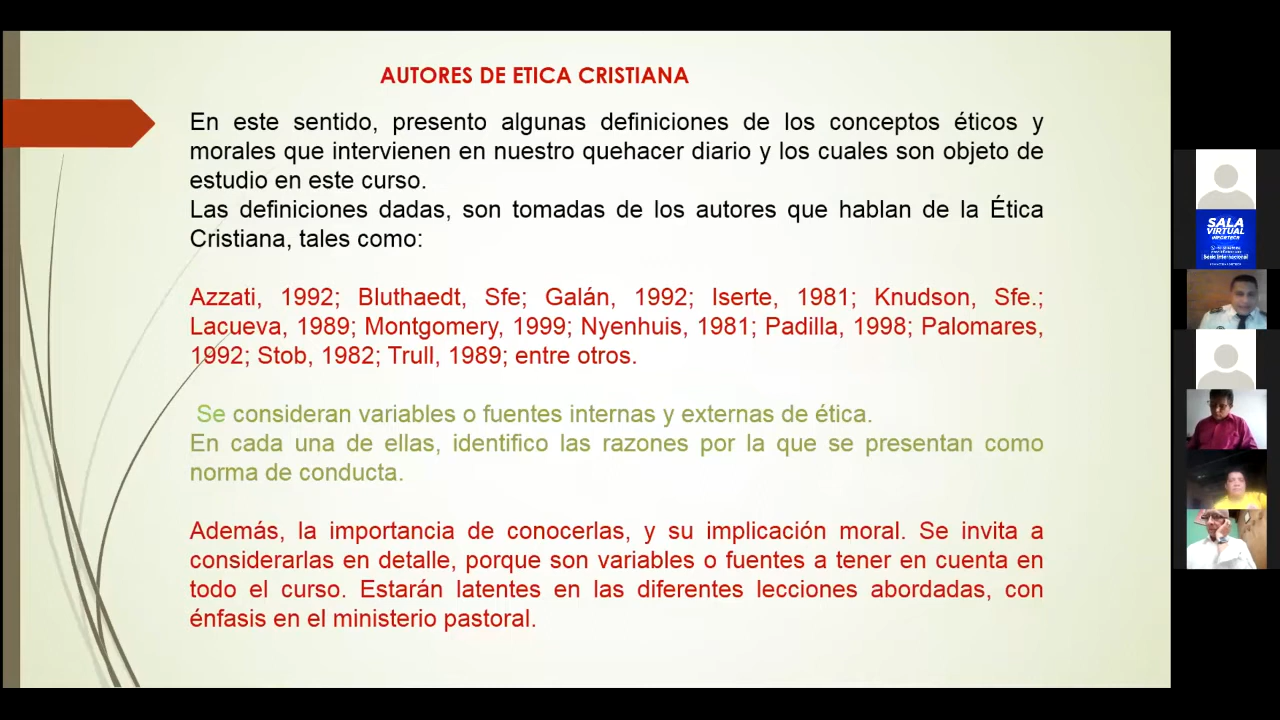 AUTORES DE ETICA CRISTIANA
En este sentido, presento algunas definiciones de los conceptos éticos y
morales que intervienen en nuestro quehacer diario y los cuales son objeto de
estudio en este curso.
Las definiciones dadas, son tomadas de los autores que hablan de la Ética
Cristiana, tales como:
Azzati, 1992; Bluthaedt, Sfe; Galán, 1992; Iserte, 1981; Knudson, Sfe.;
Lacueva, 1989; Montgomery, 1999; Nyenhuis, 1981; Padilla, 1998; Palomares,
1992; Stob, 1982; Trull, 1989; entre otros.
Se consideran variables o fuentes internas y externas de ética.
En cada una de ellas, identifico las razones por la que se presentan como
norma de conducta.
Además, la importancia de conocerlas, y su implicación moral. Se invita a
considerarlas en detalle, porque son variables o fuentes a tener en cuenta en
todo el curso. Estarán latentes en las diferentes lecciones abordadas, con
énfasis en el ministerio pastoral.
SALA
VIRTUAL
Sede Internacional